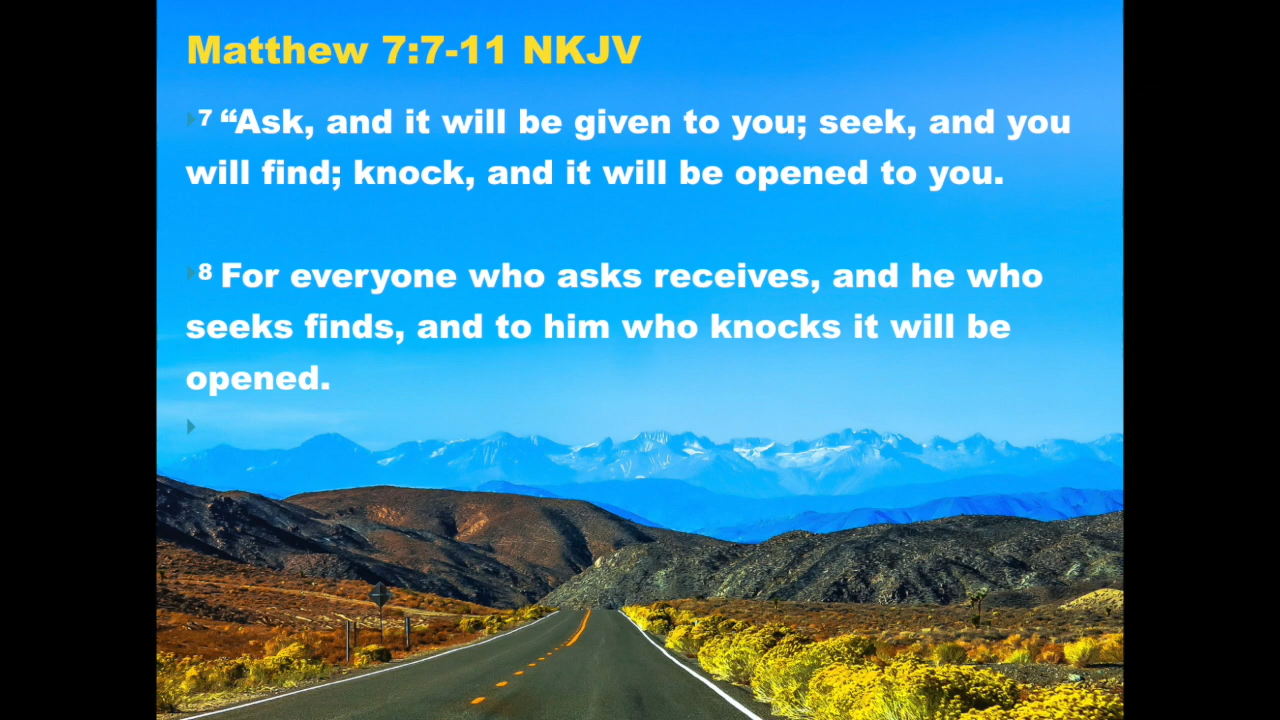 Matthew 7:7-11 NKJV
7 “Ask, and it will be given to you; seek, and you
will find; knock, and it will be opened to you.
8 For everyone who asks receives, and he who
seeks finds, and to him who knocks it will be
opened.